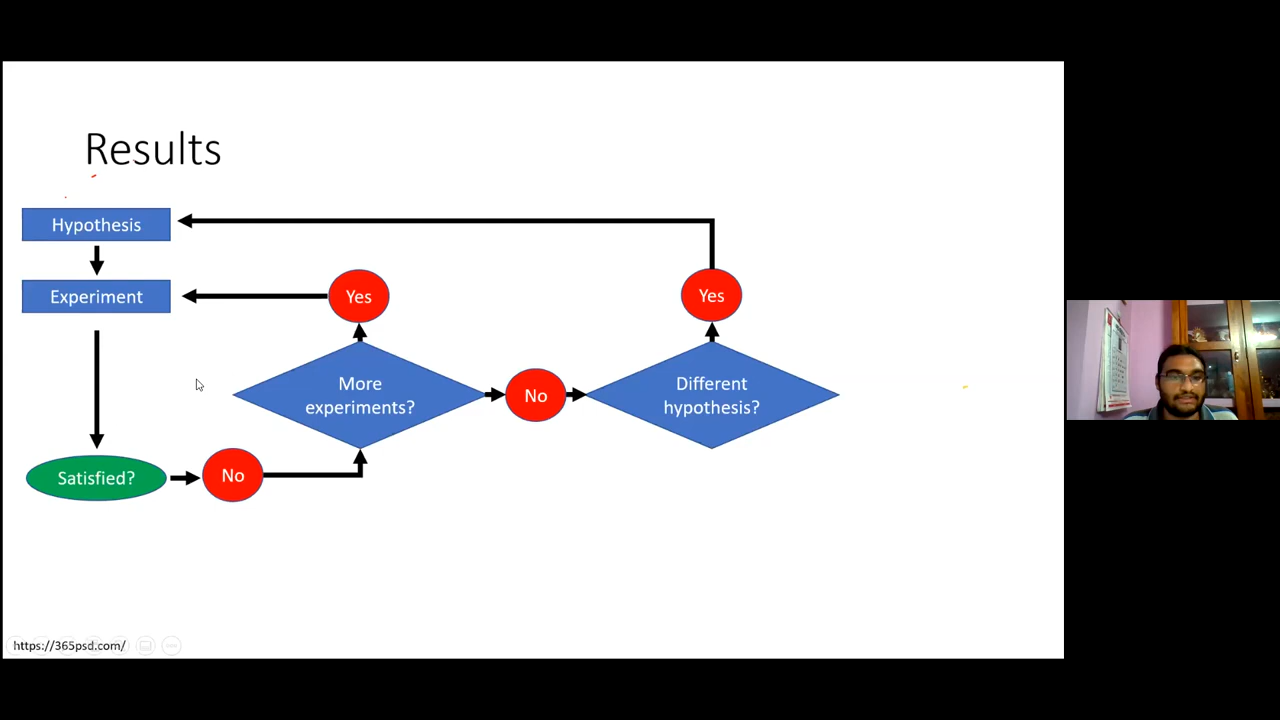 Results
Hypothesis
Experiment
Yes
Yes
More
experiments?
No
Different
hypothesis?
Satisfied?
No
https://365psd.com/